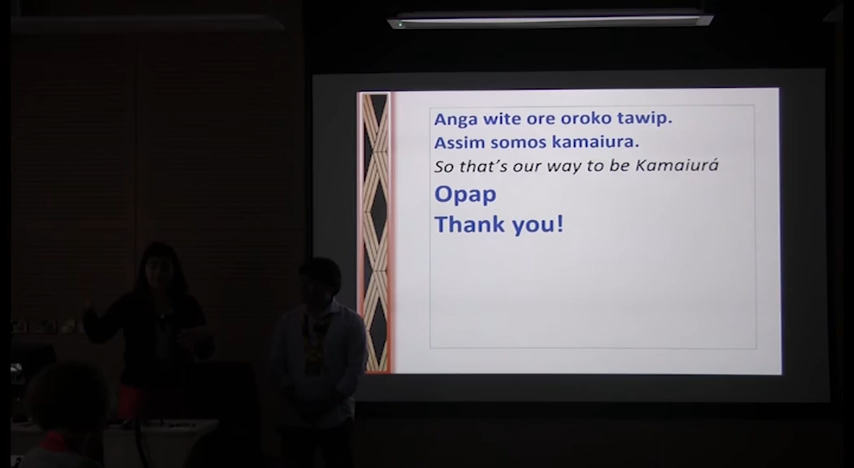 Anga wite ore oroko tawip.
Assim somos kamaiura.
So that's our way to be Kamaiurá
Opap
Thank you!